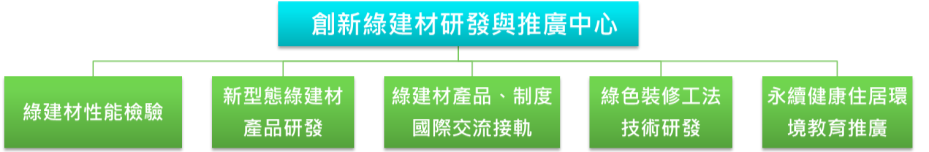 創新綠建材研發與推廣中心
綠建材性能檢驗
新型態綠建材
產品研發
綠建材產品、制度
國際交流接軌
綠色裝修工法
技術研發
永續健康住居環
境教育推廣